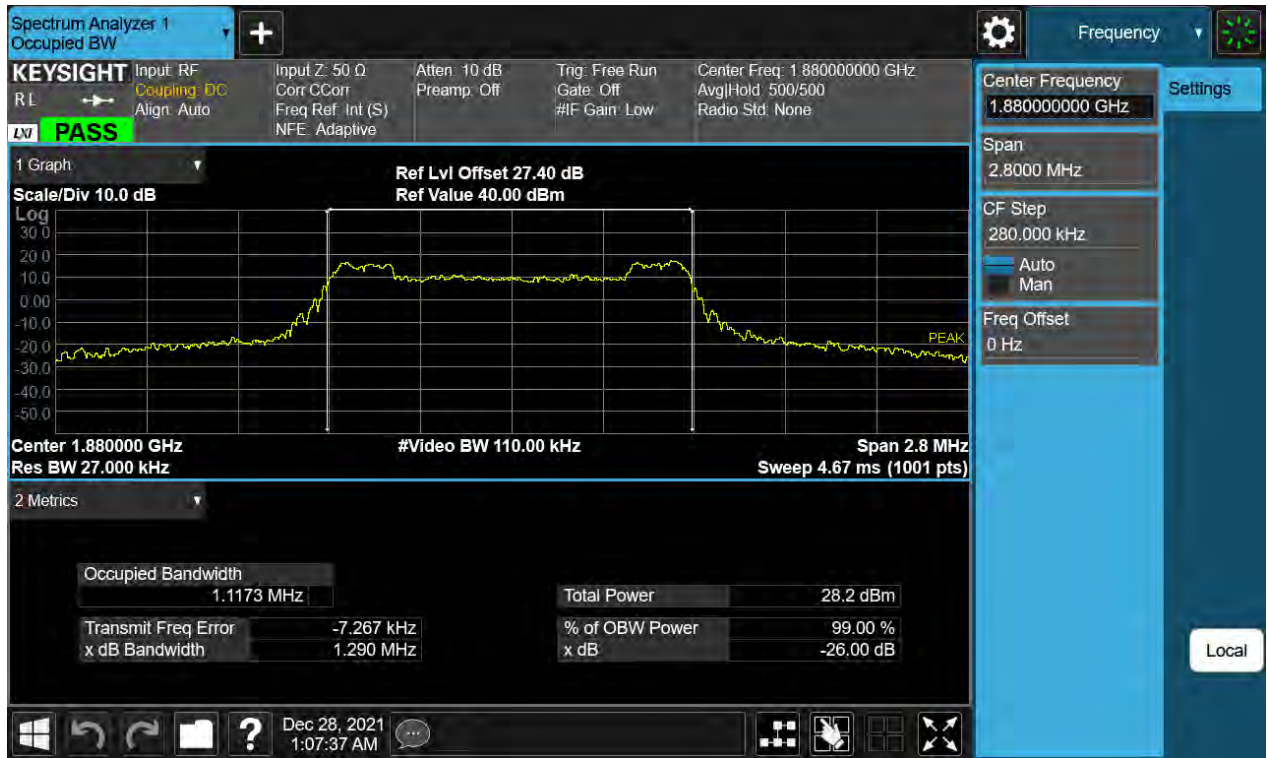 Spectrum Analyzer 1
Occupied BW
+
Frequency
KEYSIGHT
RL
LXI
PASS
Input: RF
Coupling: DC
Align: Auto
Input Z: 50 Ω
Corr CCorr
Freq Ref: Int (S)
NFE: Adaptive
Atten: 10 dB
Preamp: Off
Trig: Free Run
Gate: Off
#IF Gain: Low
Center Freq: 1.880000000 GHz
Avg|Hold: 500/500
Radio Std: None
Center Frequency
1.880000000 GHz
Settings
Span
2.8000 MHz
CF Step
280.000 kHz
Auto
Man
Freq Offset
0 Hz
1 Graph
Scale/Div 10.0 dB
Ref Lvl Offset 27.40 dB
Ref Value 40.00 dBm
Log
30.0
20.0
10.0
0.00
-10.0
-20.0
-30.0
-40.0
-50.0
PEAK
Center 1.880000 GHz
#Video BW 110.00 kHz
Span 2.8 MHz
Res BW 27.000 kHz
Sweep 4.67 ms (1001 pts)
2 Metrics
Occupied Bandwidth
1.1173 MHz
Total Power 28.2 dBm
Transmit Freq Error -7.267 kHz
% of OBW Power 99.00 %
x dB Bandwidth 1.290 MHz
x dB -26.00 dB
Local
?
Dec 28, 2021
1:07:37 AM